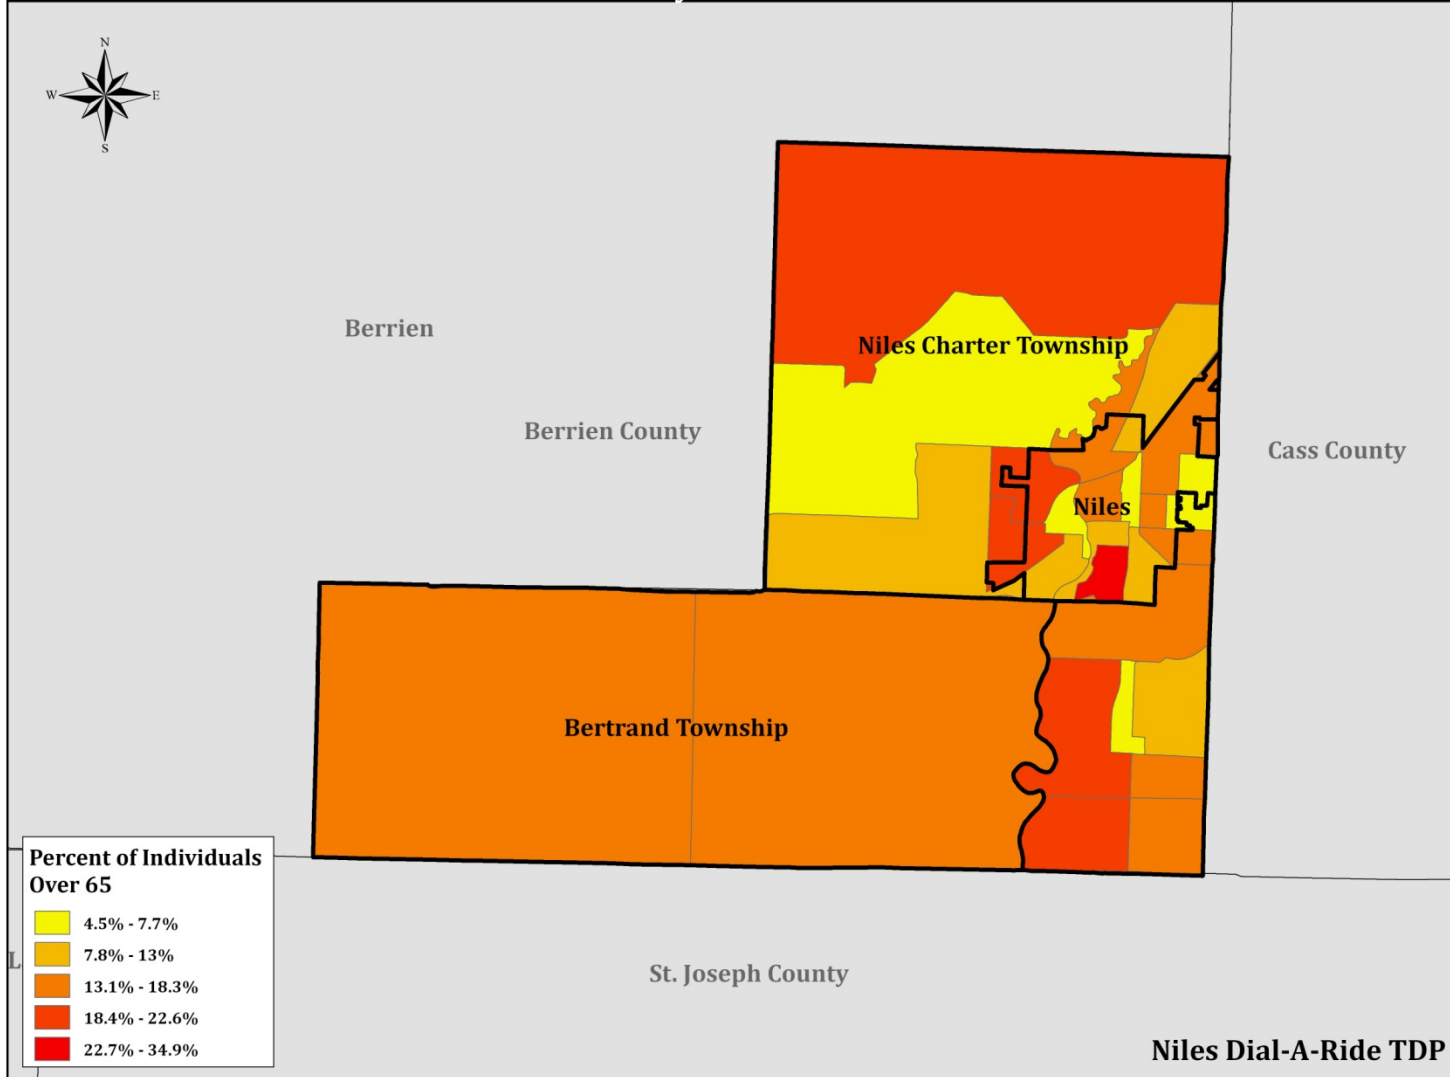 N
W E
S
Berrien
Niles Charter Township
Berrien County
Cass County
Niles
Bertrand Township
Percent of Individuals
Over 65
4.5% - 7.7%
7.8% - 13%
13.1% - 18.3%
18.4% - 22.6%
22.7% - 34.9%
L
St. Joseph County
Niles Dial-A-Ride TDP